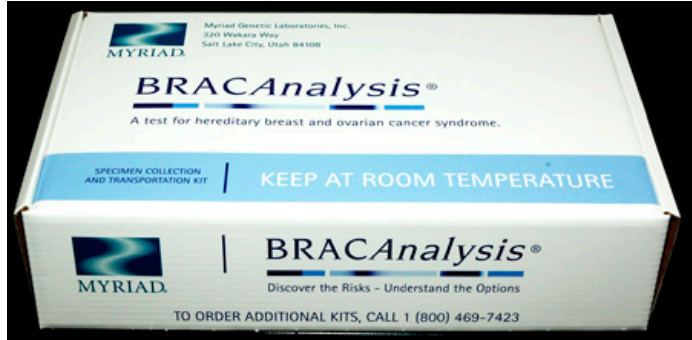 MYRIAD.
Myriad Genetic Laboratories, Inc.
320 Wakara Way
Salt Lake City, Utah 84108
BRACAnalysis®
A test for hereditary breast and ovarian cancer syndrome.
SPECIMEN COLLECTION
AND TRANSPORTATION KIT
KEEP AT ROOM TEMPERATURE
MYRIAD.
BRACAnalysis®
Discover the Risks – Understand the Options
TO ORDER ADDITIONAL KITS, CALL 1 (800) 469-7423